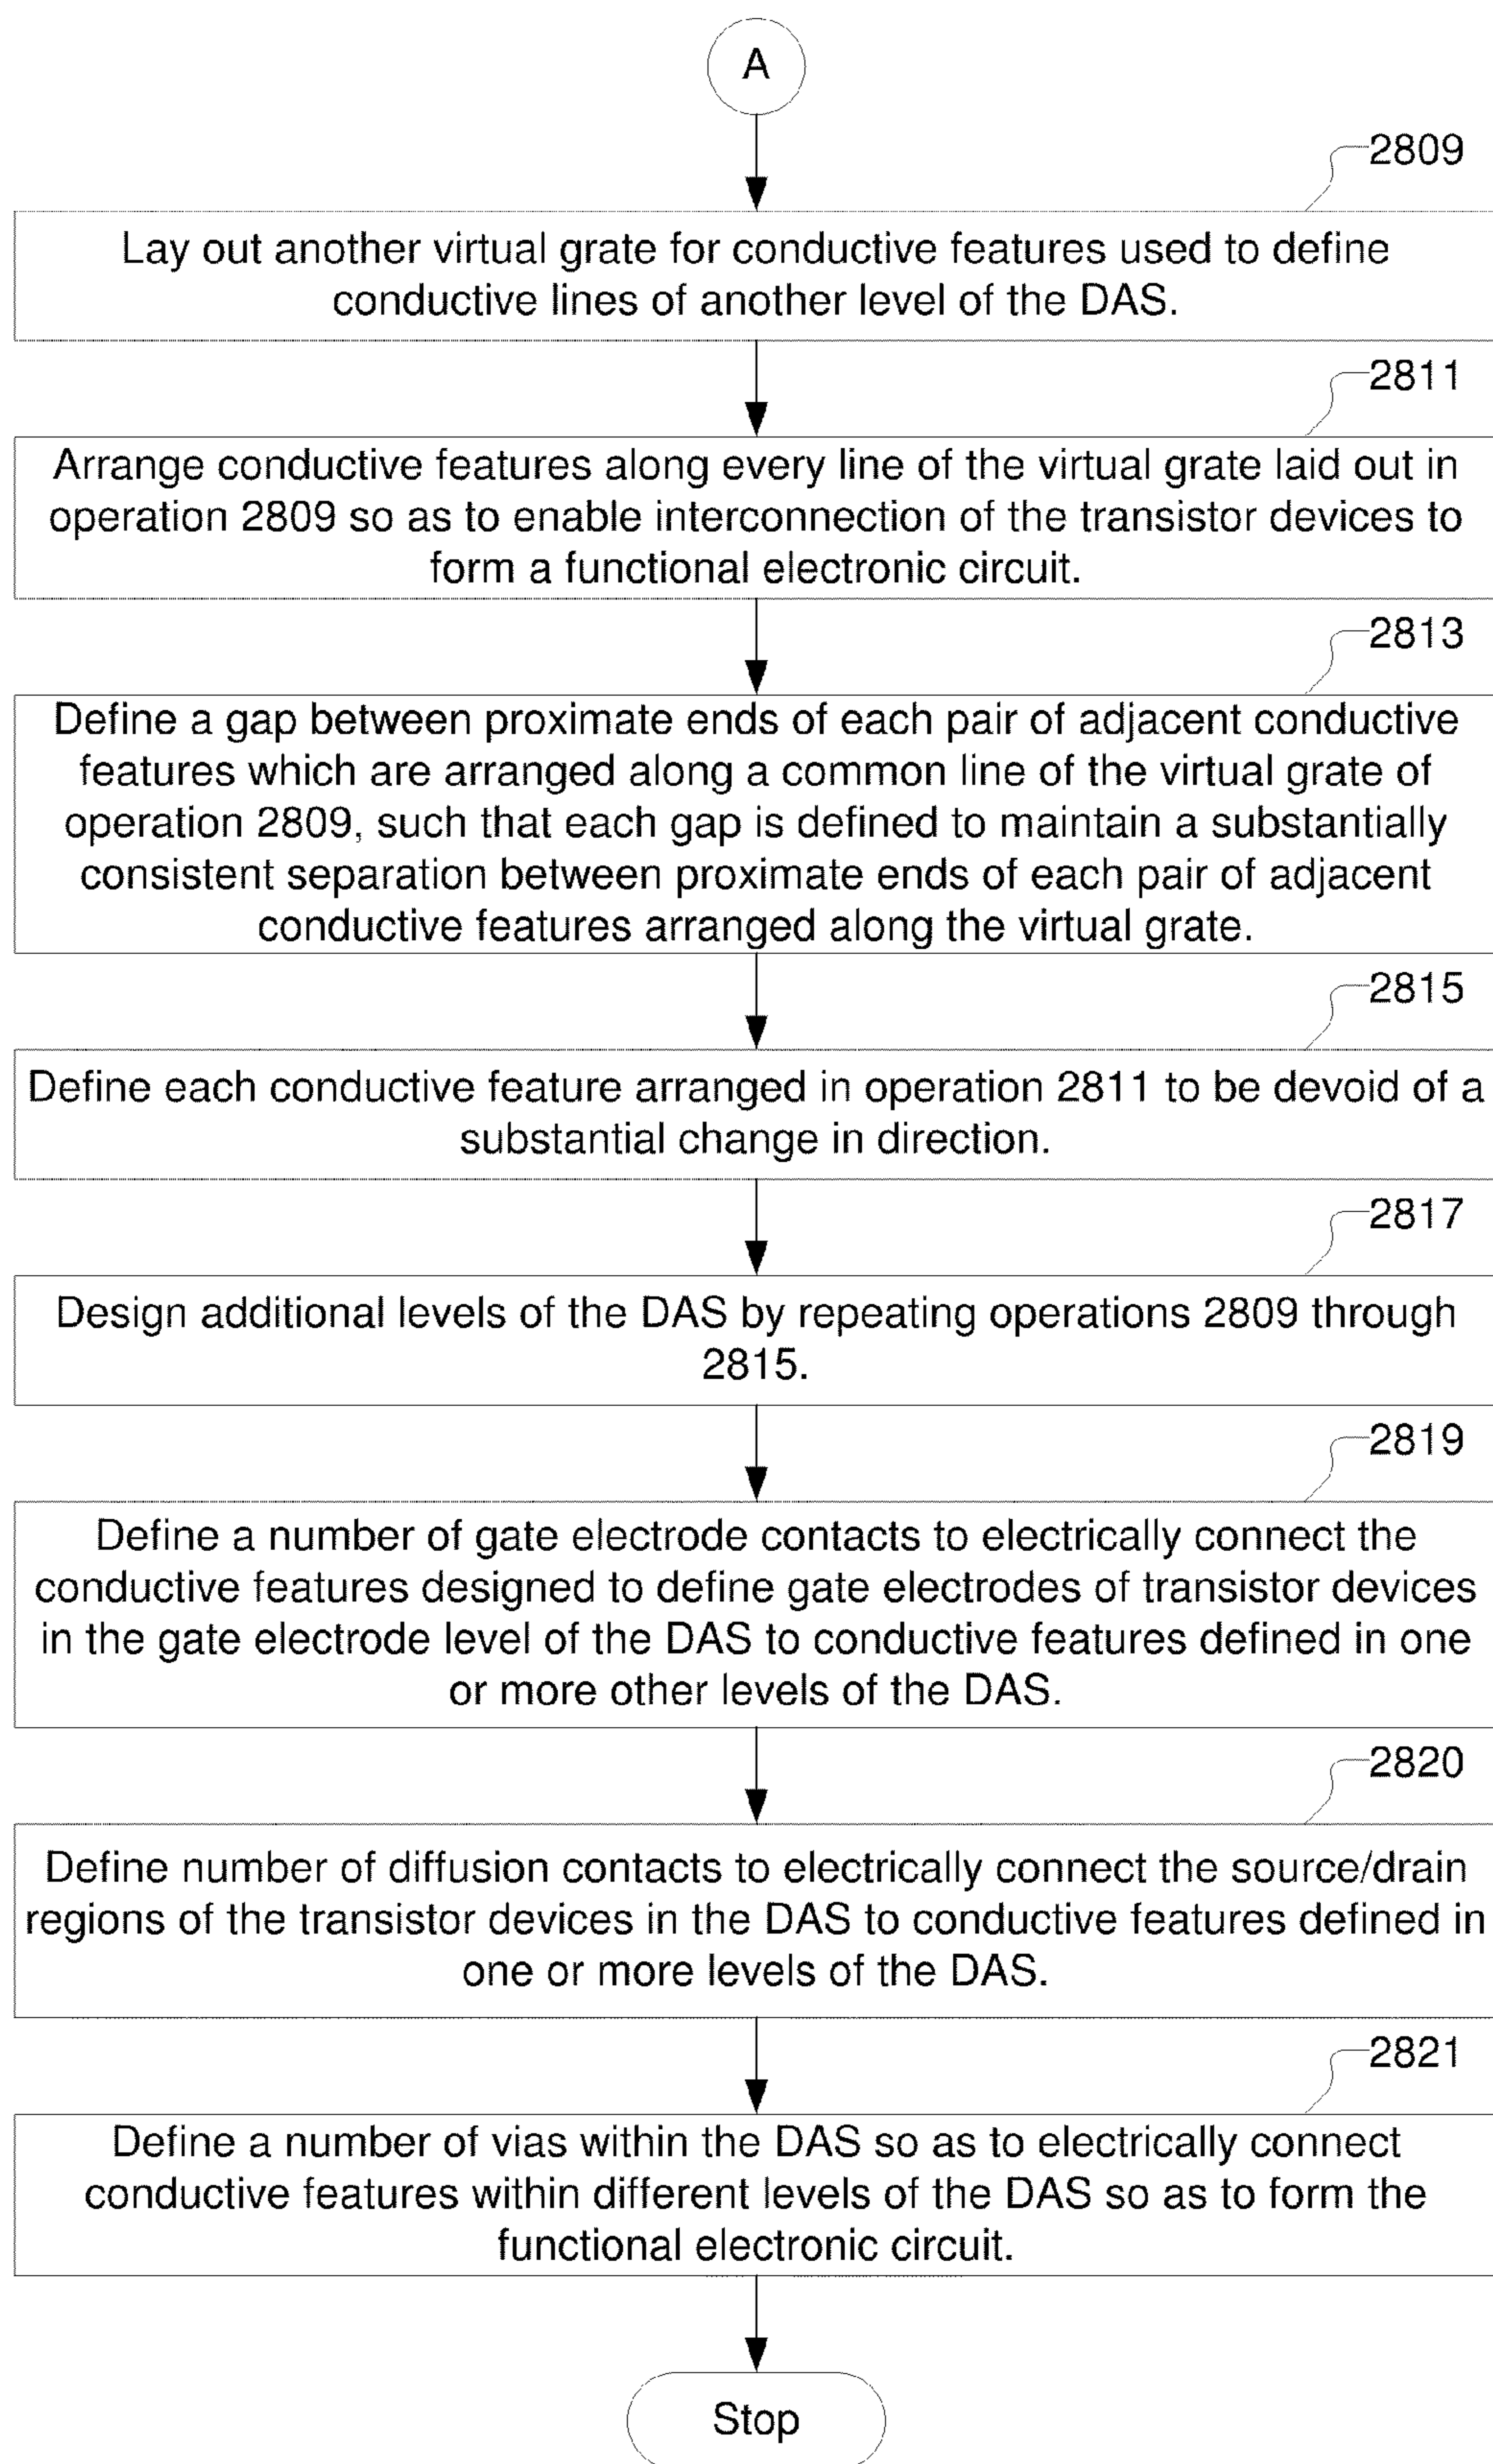 A
2809
Lay out another virtual grate for conductive features used to define
conductive lines of another level of the DAS.
2811
Arrange conductive features along every line of the virtual grate laid out in
operation 2809 so as to enable interconnection of the transistor devices to
form a functional electronic circuit.
2813
Define a gap between proximate ends of each pair of adjacent conductive
features which are arranged along a common line of the virtual grate of
operation 2809, such that each gap is defined to maintain a substantially
consistent separation between proximate ends of each pair of adjacent
conductive features arranged along the virtual grate.
2815
Define each conductive feature arranged in operation 2811 to be devoid of a
substantial change in direction.
2817
Design additional levels of the DAS by repeating operations 2809 through
2815.
2819
Define a number of gate electrode contacts to electrically connect the
conductive features designed to define gate electrodes of transistor devices
in the gate electrode level of the DAS to conductive features defined in one
or more other levels of the DAS.
2820
Define number of diffusion contacts to electrically connect the source/drain
regions of the transistor devices in the DAS to conductive features defined in
one or more levels of the DAS.
2821
Define a number of vias within the DAS so as to electrically connect
conductive features within different levels of the DAS so as to form the
functional electronic circuit.
Stop